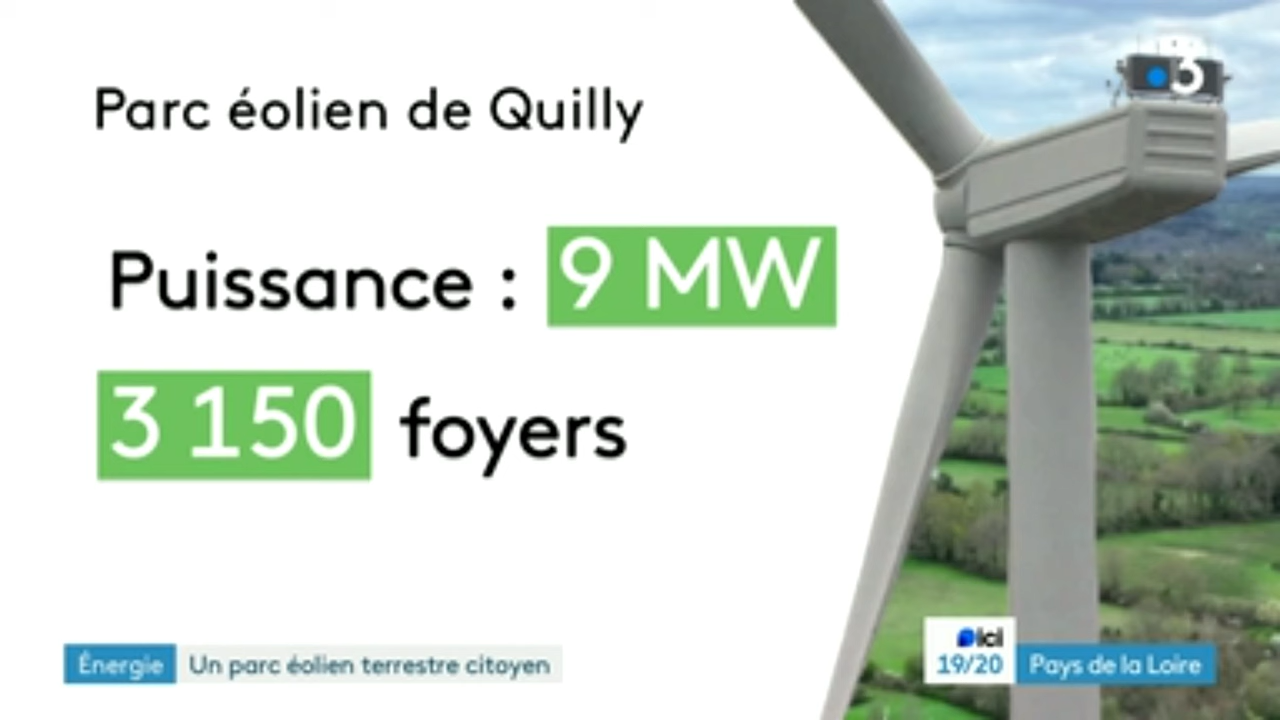 Parc éolien de Quilly
Puissance : 9 MW
3 150 foyers
3
ici
Énergie Un parc éolien terrestre citoyen
19/20 Pays de la Loire